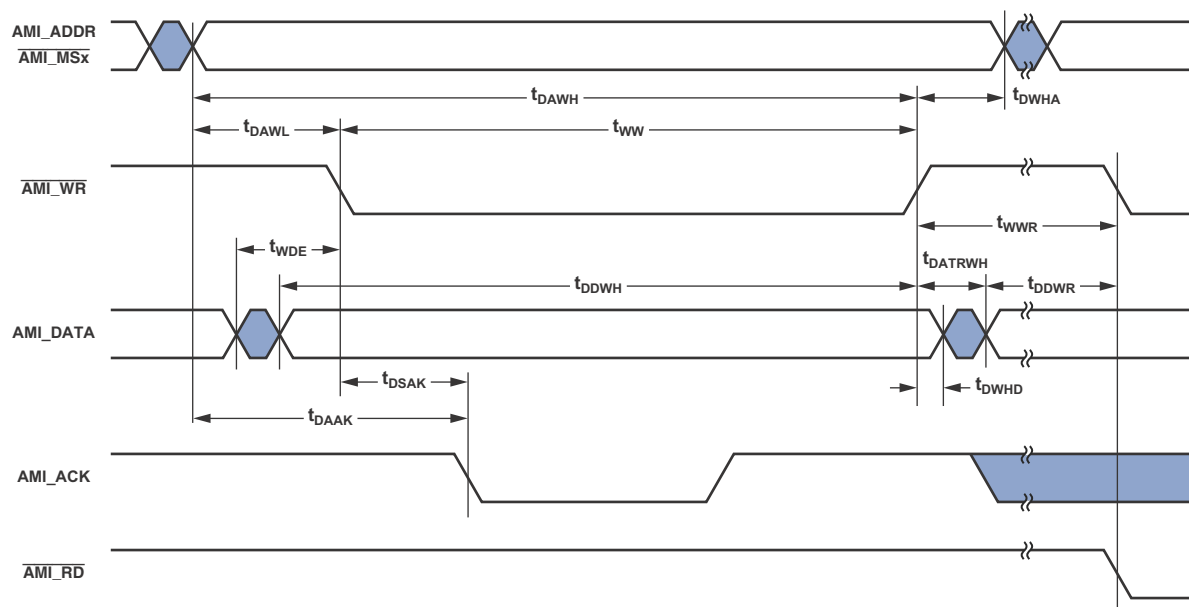 AMI_ADDR
AMI_MSx
tDAWH
tDWHA
tDAWL
tWW
AMI_WR
tWWR
tWDE
tDATRWH
tDDWH
tDDWR
AMI_DATA
tDSAK
tDWHD
tDAAK
AMI_ACK
AMI_RD